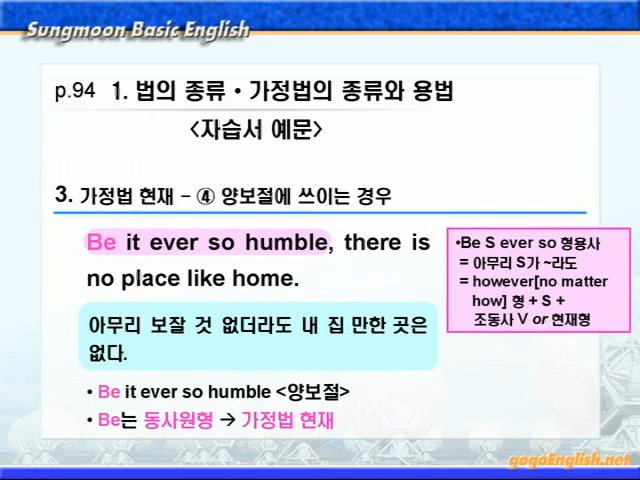 Sungmoon Basic English
p.94 1. 법의 종류 • 가정법의 종류와 용법
<자습서 예문>
3. 가정법 현재 – ④ 양보절에 쓰이는 경우
Be it ever so humble, there is
no place like home.
•Be S ever so 형용사
= 아무리 S가 ~라도
= however[no matter
how] 형 + S +
조동사 V or 현재형
아무리 보잘 것 없더라도 내 집 만한 곳은
없다.
• Be it ever so humble <양보절>
• Be는 동사원형 → 가정법 현재
gogoEnglish.net